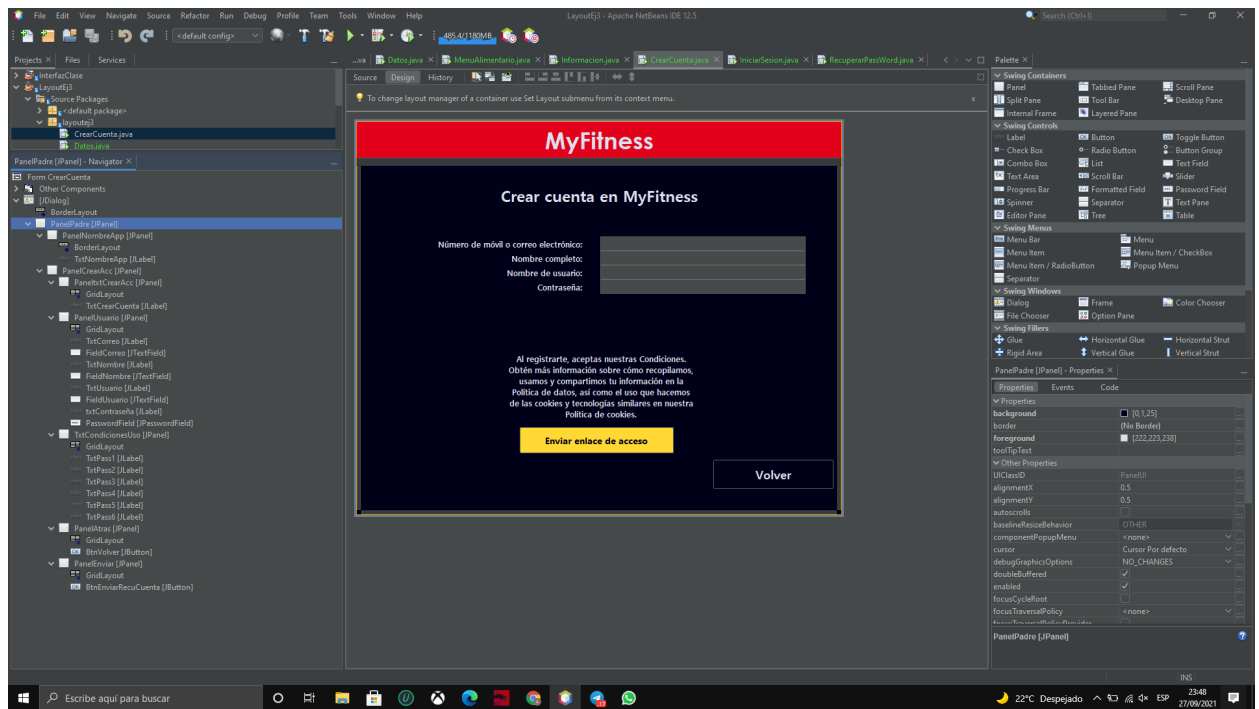 File Edit View Navigate Source Refactor Run Debug Profile Team Tools Window Help
LayoutEj3 - Apache NetBeans IDE 12.5
Search (Ctrl+I)
<default config>
485.4/1180MB
Projects Files Services
InterfazClase
LayoutEj3
Source Packages
<default package>
layoutej3
CrearCuenta.java
Datos.java
PanelPadre [JPanel] - Navigator
Form CrearCuenta
Other Components
[JDialog]
BorderLayout
PanelPadre [JPanel]
PanelNombreApp [JPanel]
BorderLayout
TxtNombreApp [JLabel]
PanelCrearAcc [JPanel]
PaneltxtCrearAcc [JPanel]
GridLayout
TxtCrearCuenta [JLabel]
PanelUsuario [JPanel]
GridLayout
TxtCorreo [JLabel]
FieldCorreo [JTextField]
TxtNombre [JLabel]
FieldNombre [JTextField]
TxtUsuario [JLabel]
FieldUsuario [JTextField]
txtContraseña [JLabel]
PasswordField [JPasswordField]
TxtCondicionesUso [JPanel]
GridLayout
TxtPass1 [JLabel]
TxtPass2 [JLabel]
TxtPass3 [JLabel]
TxtPass4 [JLabel]
TxtPass5 [JLabel]
TxtPass6 [JLabel]
PanelAtras [JPanel]
GridLayout
BtnVolver [JButton]
PanelEnviar [JPanel]
GridLayout
BtnEnviarRecuCuenta [JButton]
...va Datos.java MenuAlimentario.java Informacion.java CrearCuenta.java IniciarSesion.java RecuperarPassWord.java
Source Design History
To change layout manager of a container use Set Layout submenu from its context menu.
MyFitness
Crear cuenta en MyFitness
Número de móvil o correo electrónico:
Nombre completo:
Nombre de usuario:
Contraseña:
Al registrarte, aceptas nuestras Condiciones.
Obtén más información sobre cómo recopilamos,
usamos y compartimos tu información en la
Política de datos, así como el uso que hacemos
de las cookies y tecnologías similares en nuestra
Política de cookies.
Enviar enlace de acceso
Volver
Palette
Swing Containers
Panel Tabbed Pane Scroll Pane
Split Pane Tool Bar Desktop Pane
Internal Frame Layered Pane
Swing Controls
Label Button Toggle Button
Check Box Radio Button Button Group
Combo Box List Text Field
Text Area Scroll Bar Slider
Progress Bar Formatted Field Password Field
Spinner Separator Text Pane
Editor Pane Tree Table
Swing Menus
Menu Bar Menu
Menu Item Menu Item / CheckBox
Menu Item / RadioButton Popup Menu
Separator
Swing Windows
Dialog Frame Color Chooser
File Chooser Option Pane
Swing Fillers
Glue Horizontal Glue Horizontal Strut
Rigid Area Vertical Glue Vertical Strut
PanelPadre [JPanel] - Properties
Properties Events Code
Properties
background [0,1,25]
border (No Border)
foreground [222,223,238]
toolTipText
Other Properties
UIClassID PanelUI
alignmentX 0.5
alignmentY 0.5
autoscrolls
baselineResizeBehavior OTHER
componentPopupMenu <none>
cursor Cursor Por defecto
debugGraphicsOptions NO_CHANGES
doubleBuffered
enabled
focusCycleRoot
focusTraversalPolicy <none>
focusTraversalPolicyProvider
PanelPadre [JPanel]
INS
Escribe aquí para buscar
22°C Despejado
ESP
23:48
27/09/2021